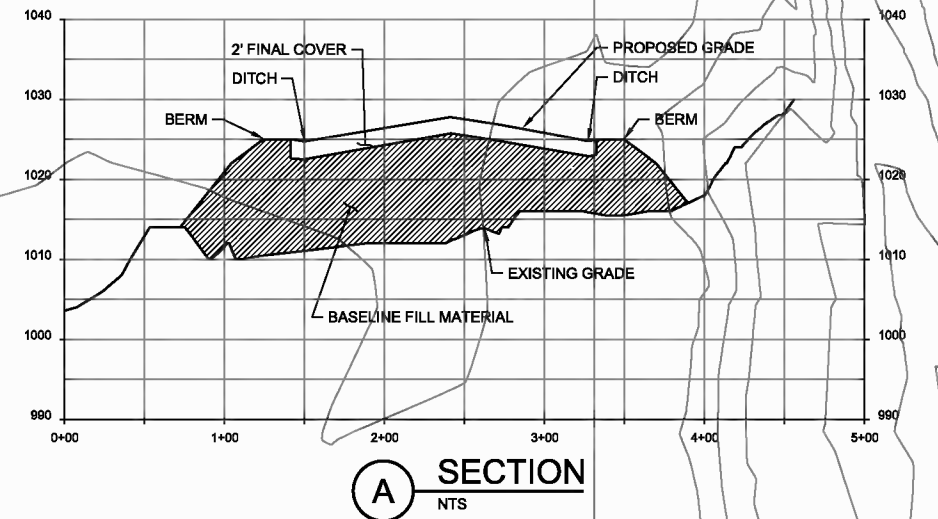 1040
1040
2' FINAL COVER
PROPOSED GRADE
DITCH
DITCH
1030
1030
BERM
BERM
1020
1020
1010
1010
EXISTING GRADE
BASELINE FILL MATERIAL
1000
1000
990
990
0+00
1+00
2+00
3+00
4+00
5+00
A
SECTION
NTS